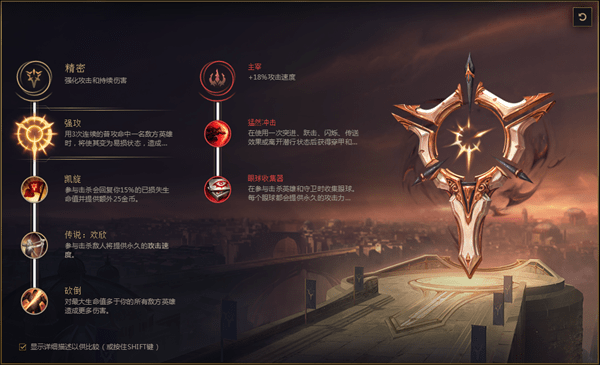 精密
强化攻击和持续伤害
强攻
用3次连续的普攻命中一名敌方英雄
时，将使其变为易损状态，造成...
凯旋
参与击杀会回复你15%的已损失生
命值并提供额外25金币。
传说：欢欣
参与击杀敌人将提供永久的攻击速
度。
砍倒
对最大生命值多于你的所有敌方英雄
造成更多伤害。
显示详细描述以供比较（或按住SHIFT键）
主宰
+18%攻击速度
猛然冲击
在使用一次突进、跃击、闪烁、传送
效果或离开潜行状态后获得穿甲和...
眼球收集器
在参与击杀英雄和守卫时收集眼球。
每个眼球都会提供永久的攻击力...